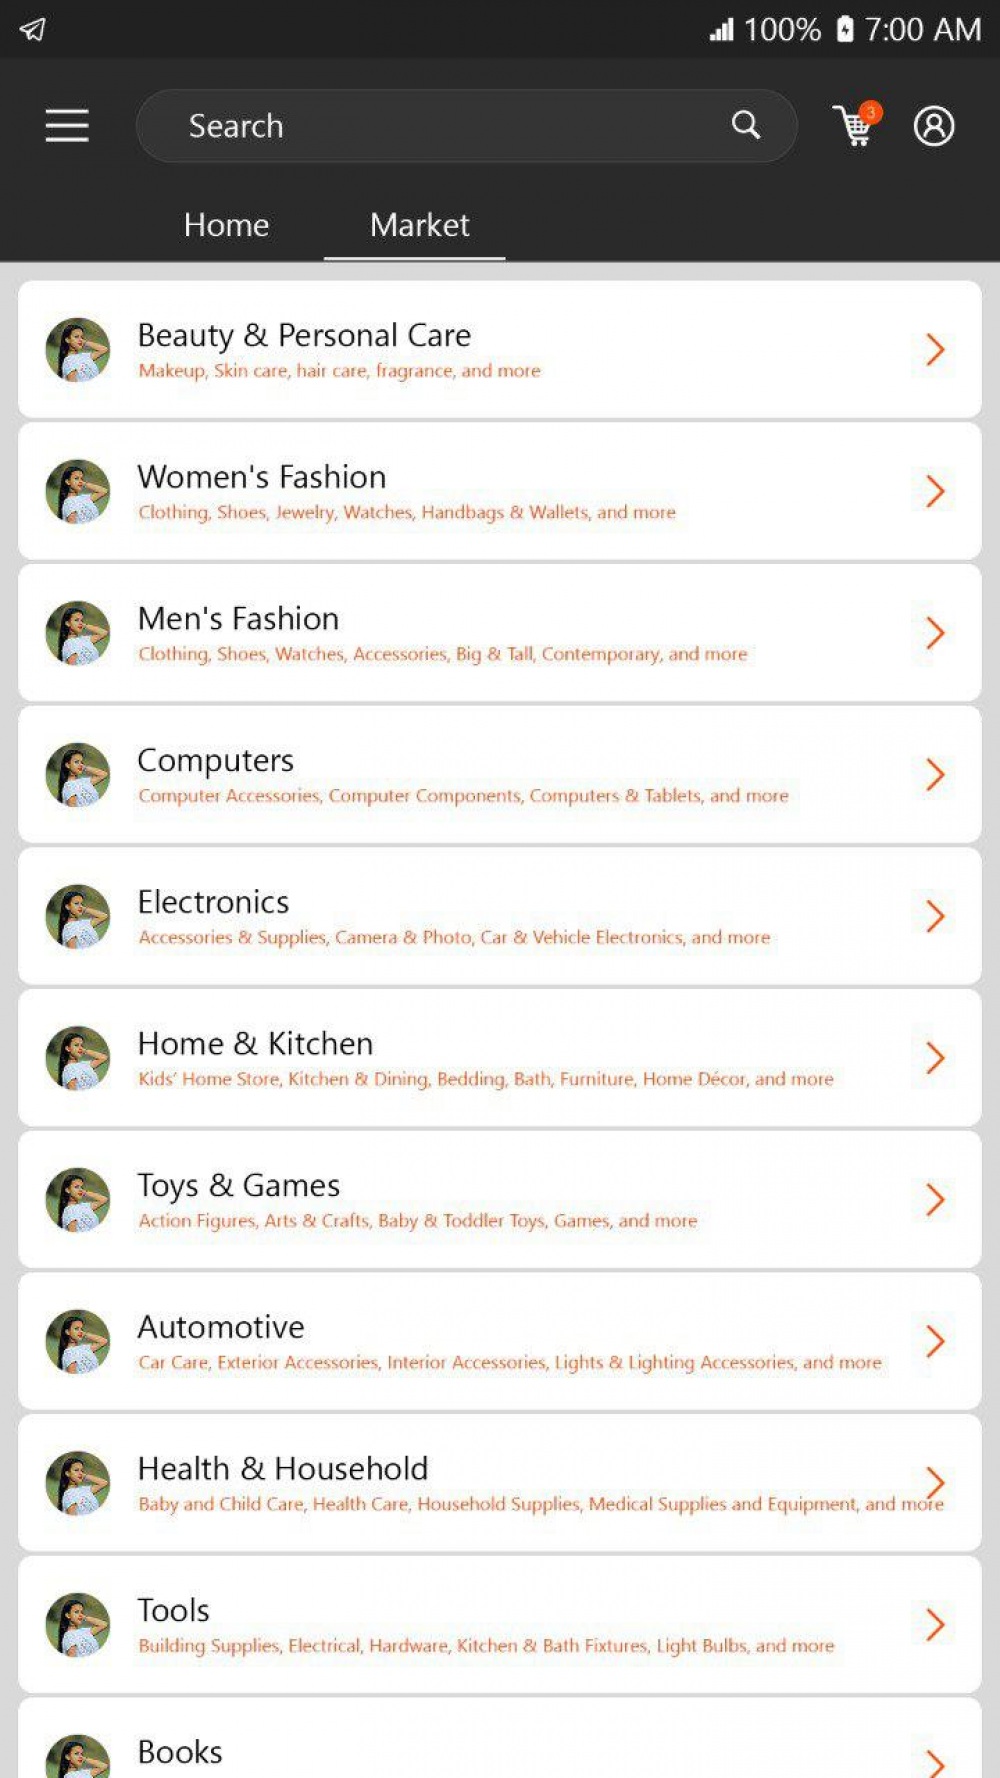 100% 7:00 AM
Search
3
Home Market
Beauty & Personal Care
Makeup, Skin care, hair care, fragrance, and more
Women's Fashion
Clothing, Shoes, Jewelry, Watches, Handbags & Wallets, and more
Men's Fashion
Clothing, Shoes, Watches, Accessories, Big & Tall, Contemporary, and more
Computers
Computer Accessories, Computer Components, Computers & Tablets, and more
Electronics
Accessories & Supplies, Camera & Photo, Car & Vehicle Electronics, and more
Home & Kitchen
Kids’ Home Store, Kitchen & Dining, Bedding, Bath, Furniture, Home Décor, and more
Toys & Games
Action Figures, Arts & Crafts, Baby & Toddler Toys, Games, and more
Automotive
Car Care, Exterior Accessories, Interior Accessories, Lights & Lighting Accessories, and more
Health & Household
Baby and Child Care, Health Care, Household Supplies, Medical Supplies and Equipment, and more
Tools
Building Supplies, Electrical, Hardware, Kitchen & Bath Fixtures, Light Bulbs, and more
Books